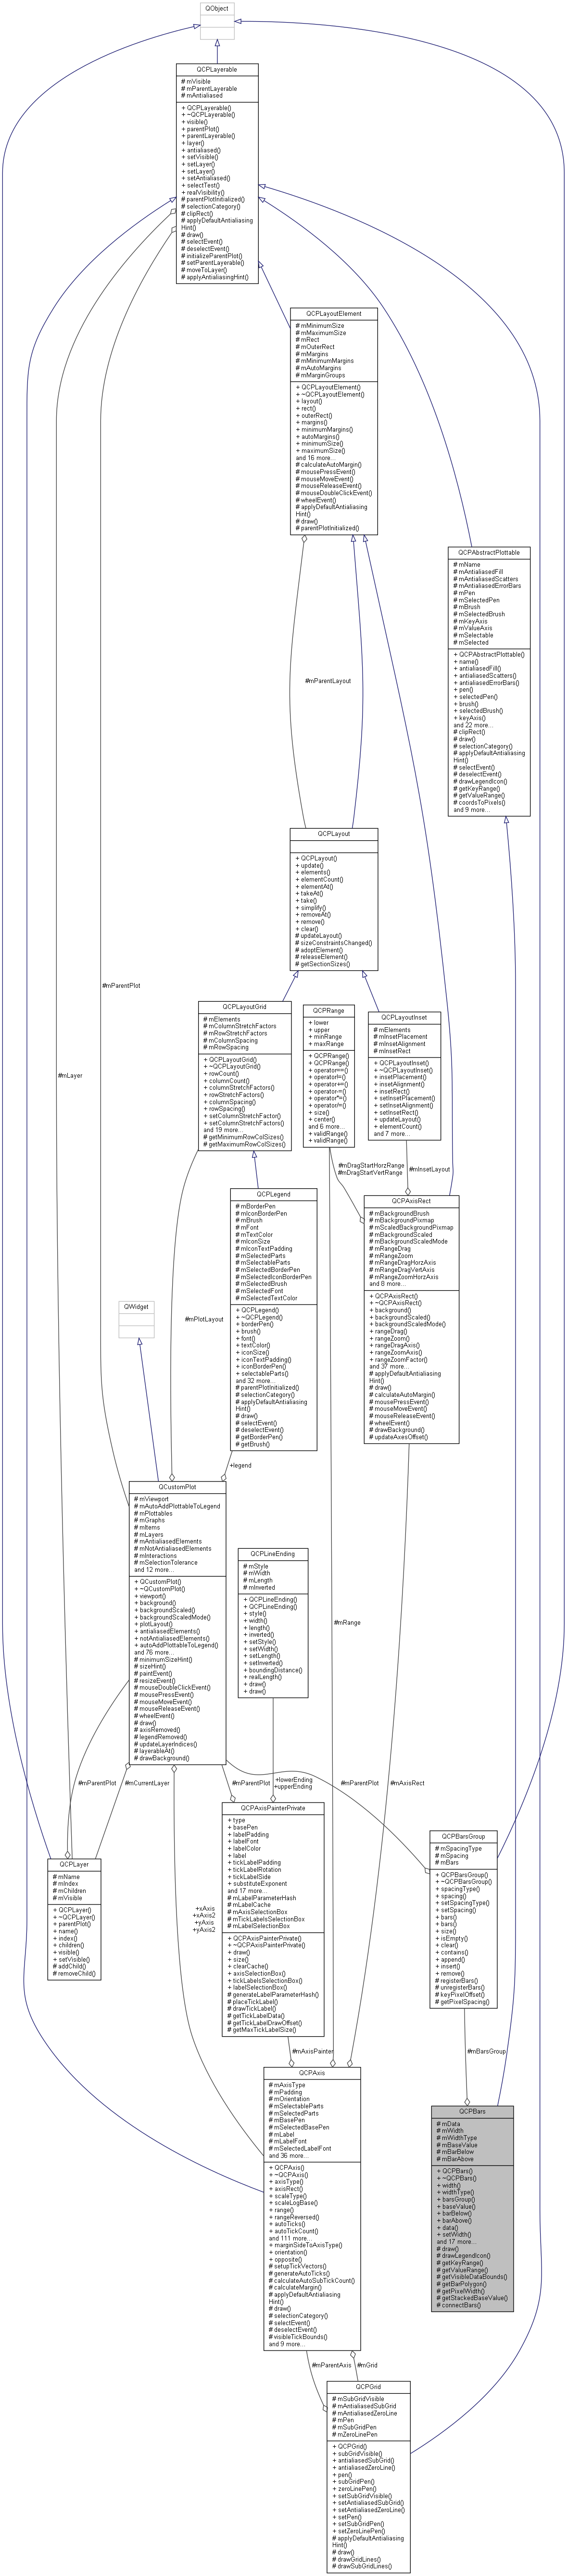 QObject
QCPLayerable
# mVisible
# mParentLayerable
# mAntialiased
+ QCPLayerable()
+ ~QCPLayerable()
+ visible()
+ parentPlot()
+ parentLayerable()
+ layer()
+ antialiased()
+ setVisible()
+ setLayer()
+ setLayer()
+ setAntialiased()
+ selectTest()
+ realVisibility()
# parentPlotInitialized()
# selectionCategory()
# clipRect()
# applyDefaultAntialiasing
Hint()
# draw()
# selectEvent()
# deselectEvent()
# initializeParentPlot()
# setParentLayerable()
# moveToLayer()
# applyAntialiasingHint()
QCPLayoutElement
# mMinimumSize
# mMaximumSize
# mRect
# mOuterRect
# mMargins
# mMinimumMargins
# mAutoMargins
# mMarginGroups
+ QCPLayoutElement()
+ ~QCPLayoutElement()
+ layout()
+ rect()
+ outerRect()
+ margins()
+ minimumMargins()
+ autoMargins()
+ minimumSize()
+ maximumSize()
and 16 more...
# calculateAutoMargin()
# mousePressEvent()
# mouseMoveEvent()
# mouseReleaseEvent()
# mouseDoubleClickEvent()
# wheelEvent()
# applyDefaultAntialiasing
Hint()
# draw()
# parentPlotInitialized()
QCPAbstractPlottable
# mName
# mAntialiasedFill
# mAntialiasedScatters
# mAntialiasedErrorBars
# mPen
# mSelectedPen
# mBrush
# mSelectedBrush
# mKeyAxis
# mValueAxis
# mSelectable
# mSelected
+ QCPAbstractPlottable()
+ name()
+ antialiasedFill()
+ antialiasedScatters()
+ antialiasedErrorBars()
+ pen()
+ selectedPen()
+ brush()
+ selectedBrush()
+ keyAxis()
and 22 more...
# clipRect()
# draw()
# selectionCategory()
# applyDefaultAntialiasing
Hint()
# selectEvent()
# deselectEvent()
# drawLegendIcon()
# getKeyRange()
# getValueRange()
# coordsToPixels()
and 9 more...
#mParentLayout
QCPLayout
+ QCPLayout()
+ update()
+ elements()
+ elementCount()
+ elementAt()
+ takeAt()
+ take()
+ simplify()
+ removeAt()
+ remove()
+ clear()
# updateLayout()
# sizeConstraintsChanged()
# adoptElement()
# releaseElement()
# getSectionSizes()
#mParentPlot
#mLayer
QCPLayoutGrid
# mElements
# mColumnStretchFactors
# mRowStretchFactors
# mColumnSpacing
# mRowSpacing
+ QCPLayoutGrid()
+ ~QCPLayoutGrid()
+ rowCount()
+ columnCount()
+ columnStretchFactors()
+ rowStretchFactors()
+ columnSpacing()
+ rowSpacing()
+ setColumnStretchFactor()
+ setColumnStretchFactors()
and 19 more...
# getMinimumRowColSizes()
# getMaximumRowColSizes()
QCPRange
+ lower
+ upper
+ minRange
+ maxRange
+ QCPRange()
+ QCPRange()
+ operator==()
+ operator!=()
+ operator+=()
+ operator-=()
+ operator*=()
+ operator/=()
+ size()
+ center()
and 6 more...
+ validRange()
+ validRange()
QCPLayoutInset
# mElements
# mInsetPlacement
# mInsetAlignment
# mInsetRect
+ QCPLayoutInset()
+ ~QCPLayoutInset()
+ insetPlacement()
+ insetAlignment()
+ insetRect()
+ setInsetPlacement()
+ setInsetAlignment()
+ setInsetRect()
+ updateLayout()
+ elementCount()
and 7 more...
#mDragStartHorzRange
#mDragStartVertRange
#mInsetLayout
QCPLegend
# mBorderPen
# mIconBorderPen
# mBrush
# mFont
# mTextColor
# mIconSize
# mIconTextPadding
# mSelectedParts
# mSelectableParts
# mSelectedBorderPen
# mSelectedIconBorderPen
# mSelectedBrush
# mSelectedFont
# mSelectedTextColor
+ QCPLegend()
+ ~QCPLegend()
+ borderPen()
+ brush()
+ font()
+ textColor()
+ iconSize()
+ iconTextPadding()
+ iconBorderPen()
+ selectableParts()
and 32 more...
# parentPlotInitialized()
# selectionCategory()
# applyDefaultAntialiasing
Hint()
# draw()
# selectEvent()
# deselectEvent()
# getBorderPen()
# getBrush()
QCPAxisRect
# mBackgroundBrush
# mBackgroundPixmap
# mScaledBackgroundPixmap
# mBackgroundScaled
# mBackgroundScaledMode
# mRangeDrag
# mRangeZoom
# mRangeDragHorzAxis
# mRangeDragVertAxis
# mRangeZoomHorzAxis
and 8 more...
+ QCPAxisRect()
+ ~QCPAxisRect()
+ background()
+ backgroundScaled()
+ backgroundScaledMode()
+ rangeDrag()
+ rangeZoom()
+ rangeDragAxis()
+ rangeZoomAxis()
+ rangeZoomFactor()
and 37 more...
# applyDefaultAntialiasing
Hint()
# draw()
# calculateAutoMargin()
# mousePressEvent()
# mouseMoveEvent()
# mouseReleaseEvent()
# wheelEvent()
# drawBackground()
# updateAxesOffset()
QWidget
#mPlotLayout
+legend
QCustomPlot
# mViewport
# mAutoAddPlottableToLegend
# mPlottables
# mGraphs
# mItems
# mLayers
# mAntialiasedElements
# mNotAntialiasedElements
# mInteractions
# mSelectionTolerance
and 12 more...
+ QCustomPlot()
+ ~QCustomPlot()
+ viewport()
+ background()
+ backgroundScaled()
+ backgroundScaledMode()
+ plotLayout()
+ antialiasedElements()
+ notAntialiasedElements()
+ autoAddPlottableToLegend()
and 76 more...
# minimumSizeHint()
# sizeHint()
# paintEvent()
# resizeEvent()
# mouseDoubleClickEvent()
# mousePressEvent()
# mouseMoveEvent()
# mouseReleaseEvent()
# wheelEvent()
# draw()
# axisRemoved()
# legendRemoved()
# updateLayerIndices()
# layerableAt()
# drawBackground()
QCPLineEnding
# mStyle
# mWidth
# mLength
# mInverted
+ QCPLineEnding()
+ QCPLineEnding()
+ style()
+ width()
+ length()
+ inverted()
+ setStyle()
+ setWidth()
+ setLength()
+ setInverted()
+ boundingDistance()
+ realLength()
+ draw()
+ draw()
#mRange
#mParentPlot
#mCurrentLayer
#mParentPlot
+lowerEnding
+upperEnding
#mParentPlot
#mAxisRect
QCPLayer
# mName
# mIndex
# mChildren
# mVisible
+ QCPLayer()
+ ~QCPLayer()
+ parentPlot()
+ name()
+ index()
+ children()
+ visible()
+ setVisible()
# addChild()
# removeChild()
+xAxis
+xAxis2
+yAxis
+yAxis2
QCPAxisPainterPrivate
+ type
+ basePen
+ labelPadding
+ labelFont
+ labelColor
+ label
+ tickLabelPadding
+ tickLabelRotation
+ tickLabelSide
+ substituteExponent
and 17 more...
# mLabelParameterHash
# mLabelCache
# mAxisSelectionBox
# mTickLabelsSelectionBox
# mLabelSelectionBox
+ QCPAxisPainterPrivate()
+ ~QCPAxisPainterPrivate()
+ draw()
+ size()
+ clearCache()
+ axisSelectionBox()
+ tickLabelsSelectionBox()
+ labelSelectionBox()
# generateLabelParameterHash()
# placeTickLabel()
# drawTickLabel()
# getTickLabelData()
# getTickLabelDrawOffset()
# getMaxTickLabelSize()
QCPBarsGroup
# mSpacingType
# mSpacing
# mBars
+ QCPBarsGroup()
+ ~QCPBarsGroup()
+ spacingType()
+ spacing()
+ setSpacingType()
+ setSpacing()
+ bars()
+ bars()
+ size()
+ isEmpty()
+ clear()
+ contains()
+ append()
+ insert()
+ remove()
# registerBars()
# unregisterBars()
# keyPixelOffset()
# getPixelSpacing()
#mAxisPainter
#mBarsGroup
QCPAxis
# mAxisType
# mPadding
# mOrientation
# mSelectableParts
# mSelectedParts
# mBasePen
# mSelectedBasePen
# mLabel
# mLabelFont
# mSelectedLabelFont
and 36 more...
+ QCPAxis()
+ ~QCPAxis()
+ axisType()
+ axisRect()
+ scaleType()
+ scaleLogBase()
+ range()
+ rangeReversed()
+ autoTicks()
+ autoTickCount()
and 111 more...
+ marginSideToAxisType()
+ orientation()
+ opposite()
# setupTickVectors()
# generateAutoTicks()
# calculateAutoSubTickCount()
# calculateMargin()
# applyDefaultAntialiasing
Hint()
# draw()
# selectionCategory()
# selectEvent()
# deselectEvent()
# visibleTickBounds()
and 9 more...
QCPBars
# mData
# mWidth
# mWidthType
# mBaseValue
# mBarBelow
# mBarAbove
+ QCPBars()
+ ~QCPBars()
+ width()
+ widthType()
+ barsGroup()
+ baseValue()
+ barBelow()
+ barAbove()
+ data()
+ setWidth()
and 17 more...
# draw()
# drawLegendIcon()
# getKeyRange()
# getValueRange()
# getVisibleDataBounds()
# getBarPolygon()
# getPixelWidth()
# getStackedBaseValue()
# connectBars()
#mParentAxis
#mGrid
QCPGrid
# mSubGridVisible
# mAntialiasedSubGrid
# mAntialiasedZeroLine
# mPen
# mSubGridPen
# mZeroLinePen
+ QCPGrid()
+ subGridVisible()
+ antialiasedSubGrid()
+ antialiasedZeroLine()
+ pen()
+ subGridPen()
+ zeroLinePen()
+ setSubGridVisible()
+ setAntialiasedSubGrid()
+ setAntialiasedZeroLine()
+ setPen()
+ setSubGridPen()
+ setZeroLinePen()
# applyDefaultAntialiasing
Hint()
# draw()
# drawGridLines()
# drawSubGridLines()